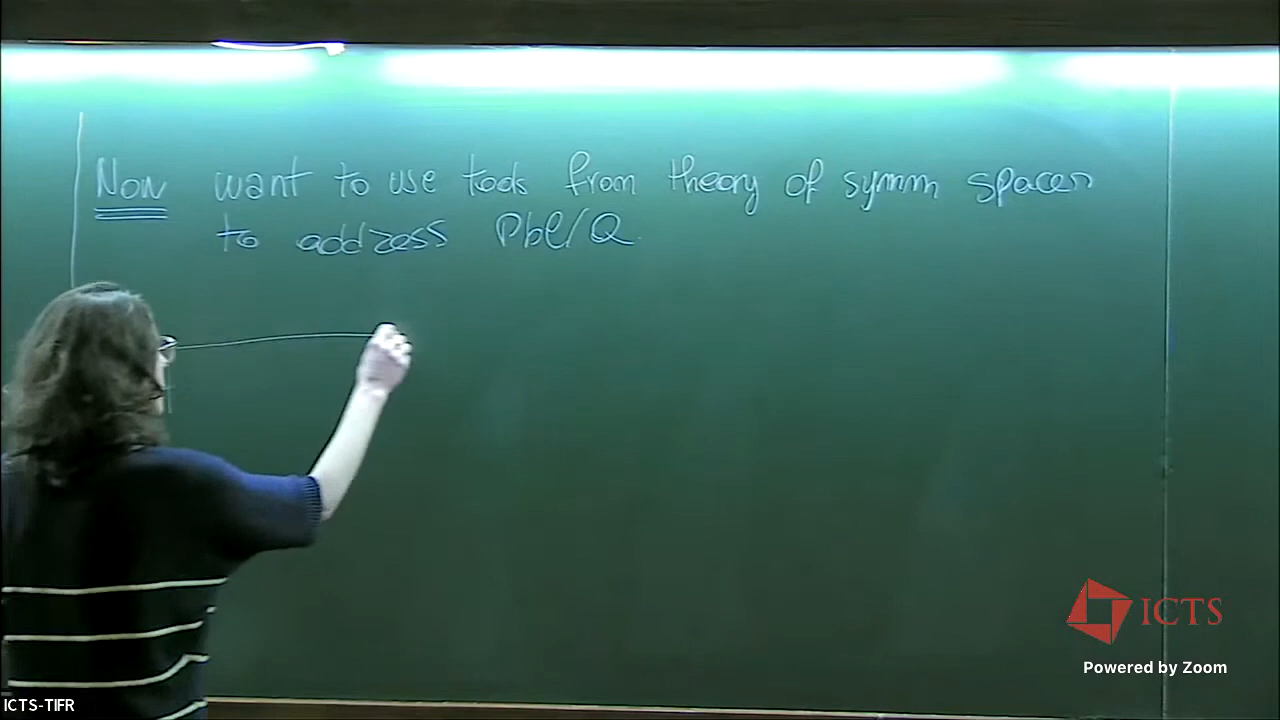 Now want to use tools from theory of symm spaces
to address Pbl/Q.
ICTS
Powered by Zoom
ICTS-TIFR